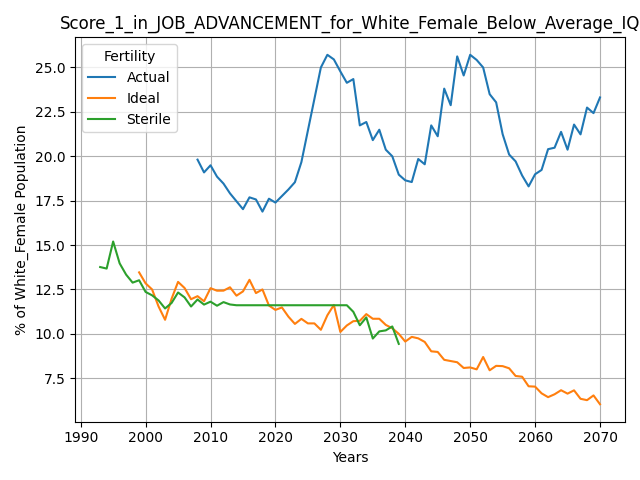 Score_1_in_JOB_ADVANCEMENT_for_White_Female_Below_Average_IQ
Fertility
Actual
Ideal
Sterile
% of White_Female Population
25.0
22.5
20.0
17.5
15.0
12.5
10.0
7.5
1990 2000 2010 2020 2030 2040 2050 2060 2070
Years